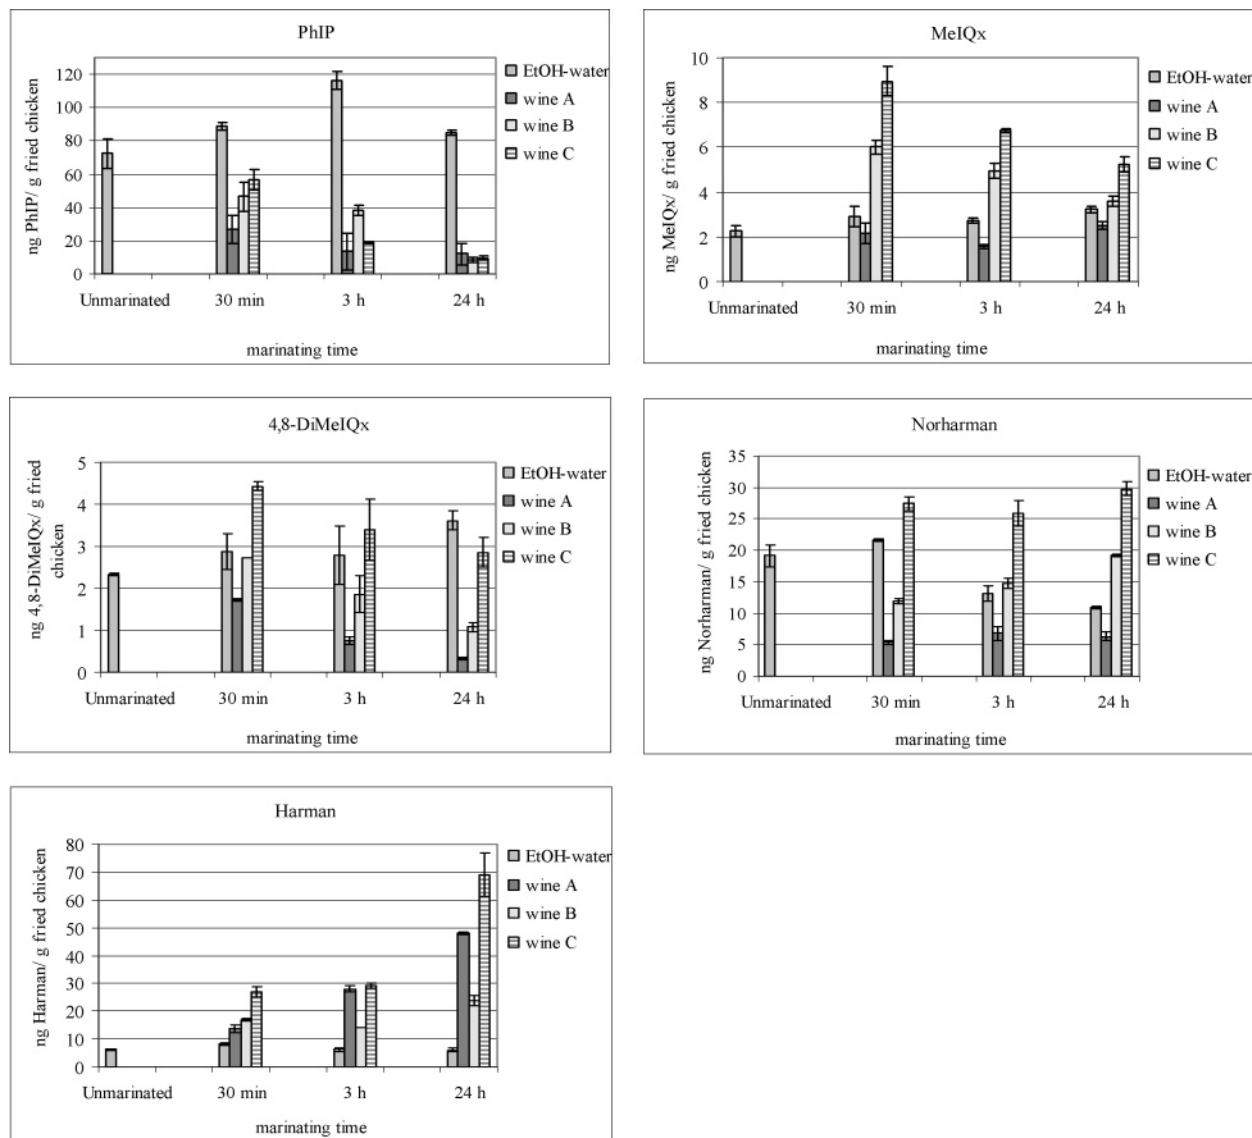 PhIP
ng PhIP/ g fried chicken
120
100
80
60
40
20
0
Unmarinated 30 min 3 h 24 h
marinating time
EtOH-water
wine A
wine B
wine C
MeIQx
ng MeIQx/ g fried chicken
10
8
6
4
2
0
Unmarinated 30 min 3 h 24 h
marinating time
EtOH-water
wine A
wine B
wine C
4,8-DiMeIQx
ng 4,8-DiMeIQx/ g fried
chicken
5
4
3
2
1
0
Unmarinated 30 min 3 h 24 h
marinating time
EtOH-water
wine A
wine B
wine C
Norharman
ng Norharman/ g fried chicken
35
30
25
20
15
10
5
0
Unmarinated 30 min 3 h 24 h
marinating time
EtOH-water
wine A
wine B
wine C
Harman
ng Harman/ g fried chicken
80
70
60
50
40
30
20
10
0
Unmarinated 30 min 3 h 24 h
marinating time
EtOH-water
wine A
wine B
wine C